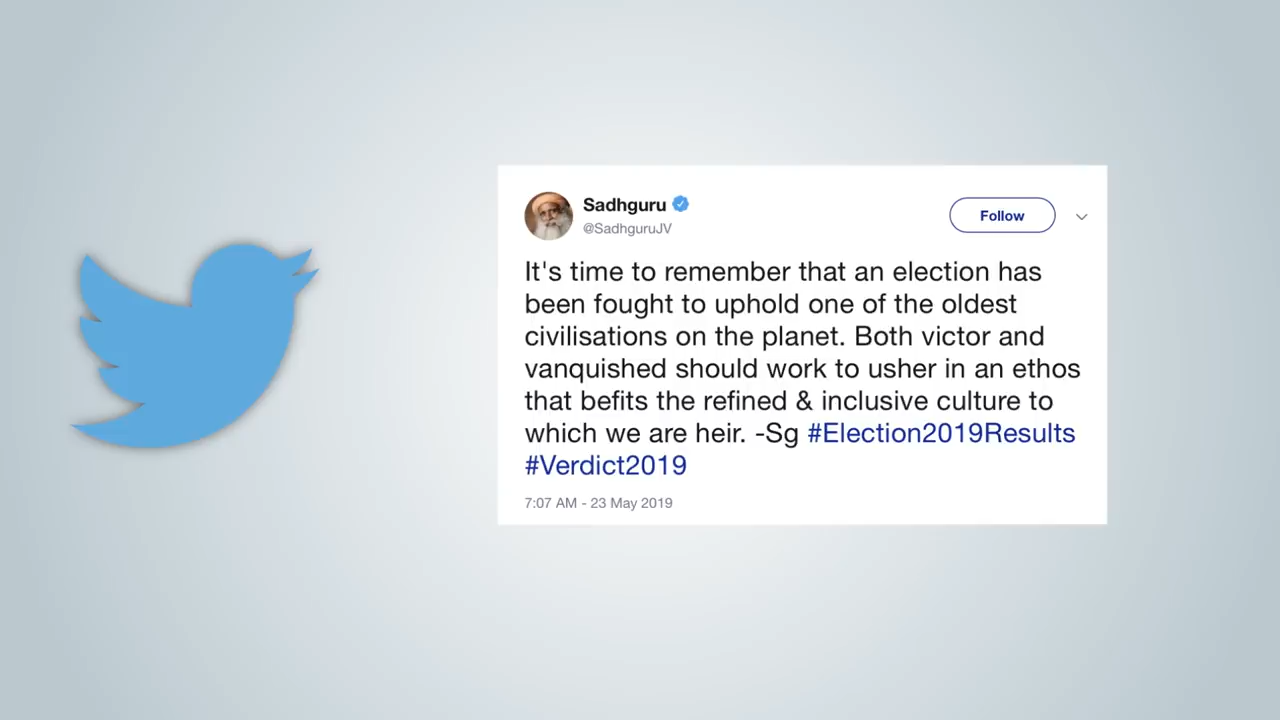 Sadhguru
@SadhguruJV
Follow
It's time to remember that an election has
been fought to uphold one of the oldest
civilisations on the planet. Both victor and
vanquished should work to usher in an ethos
that befits the refined & inclusive culture to
which we are heir. -Sg #Election2019Results
#Verdict2019
7:07 AM - 23 May 2019